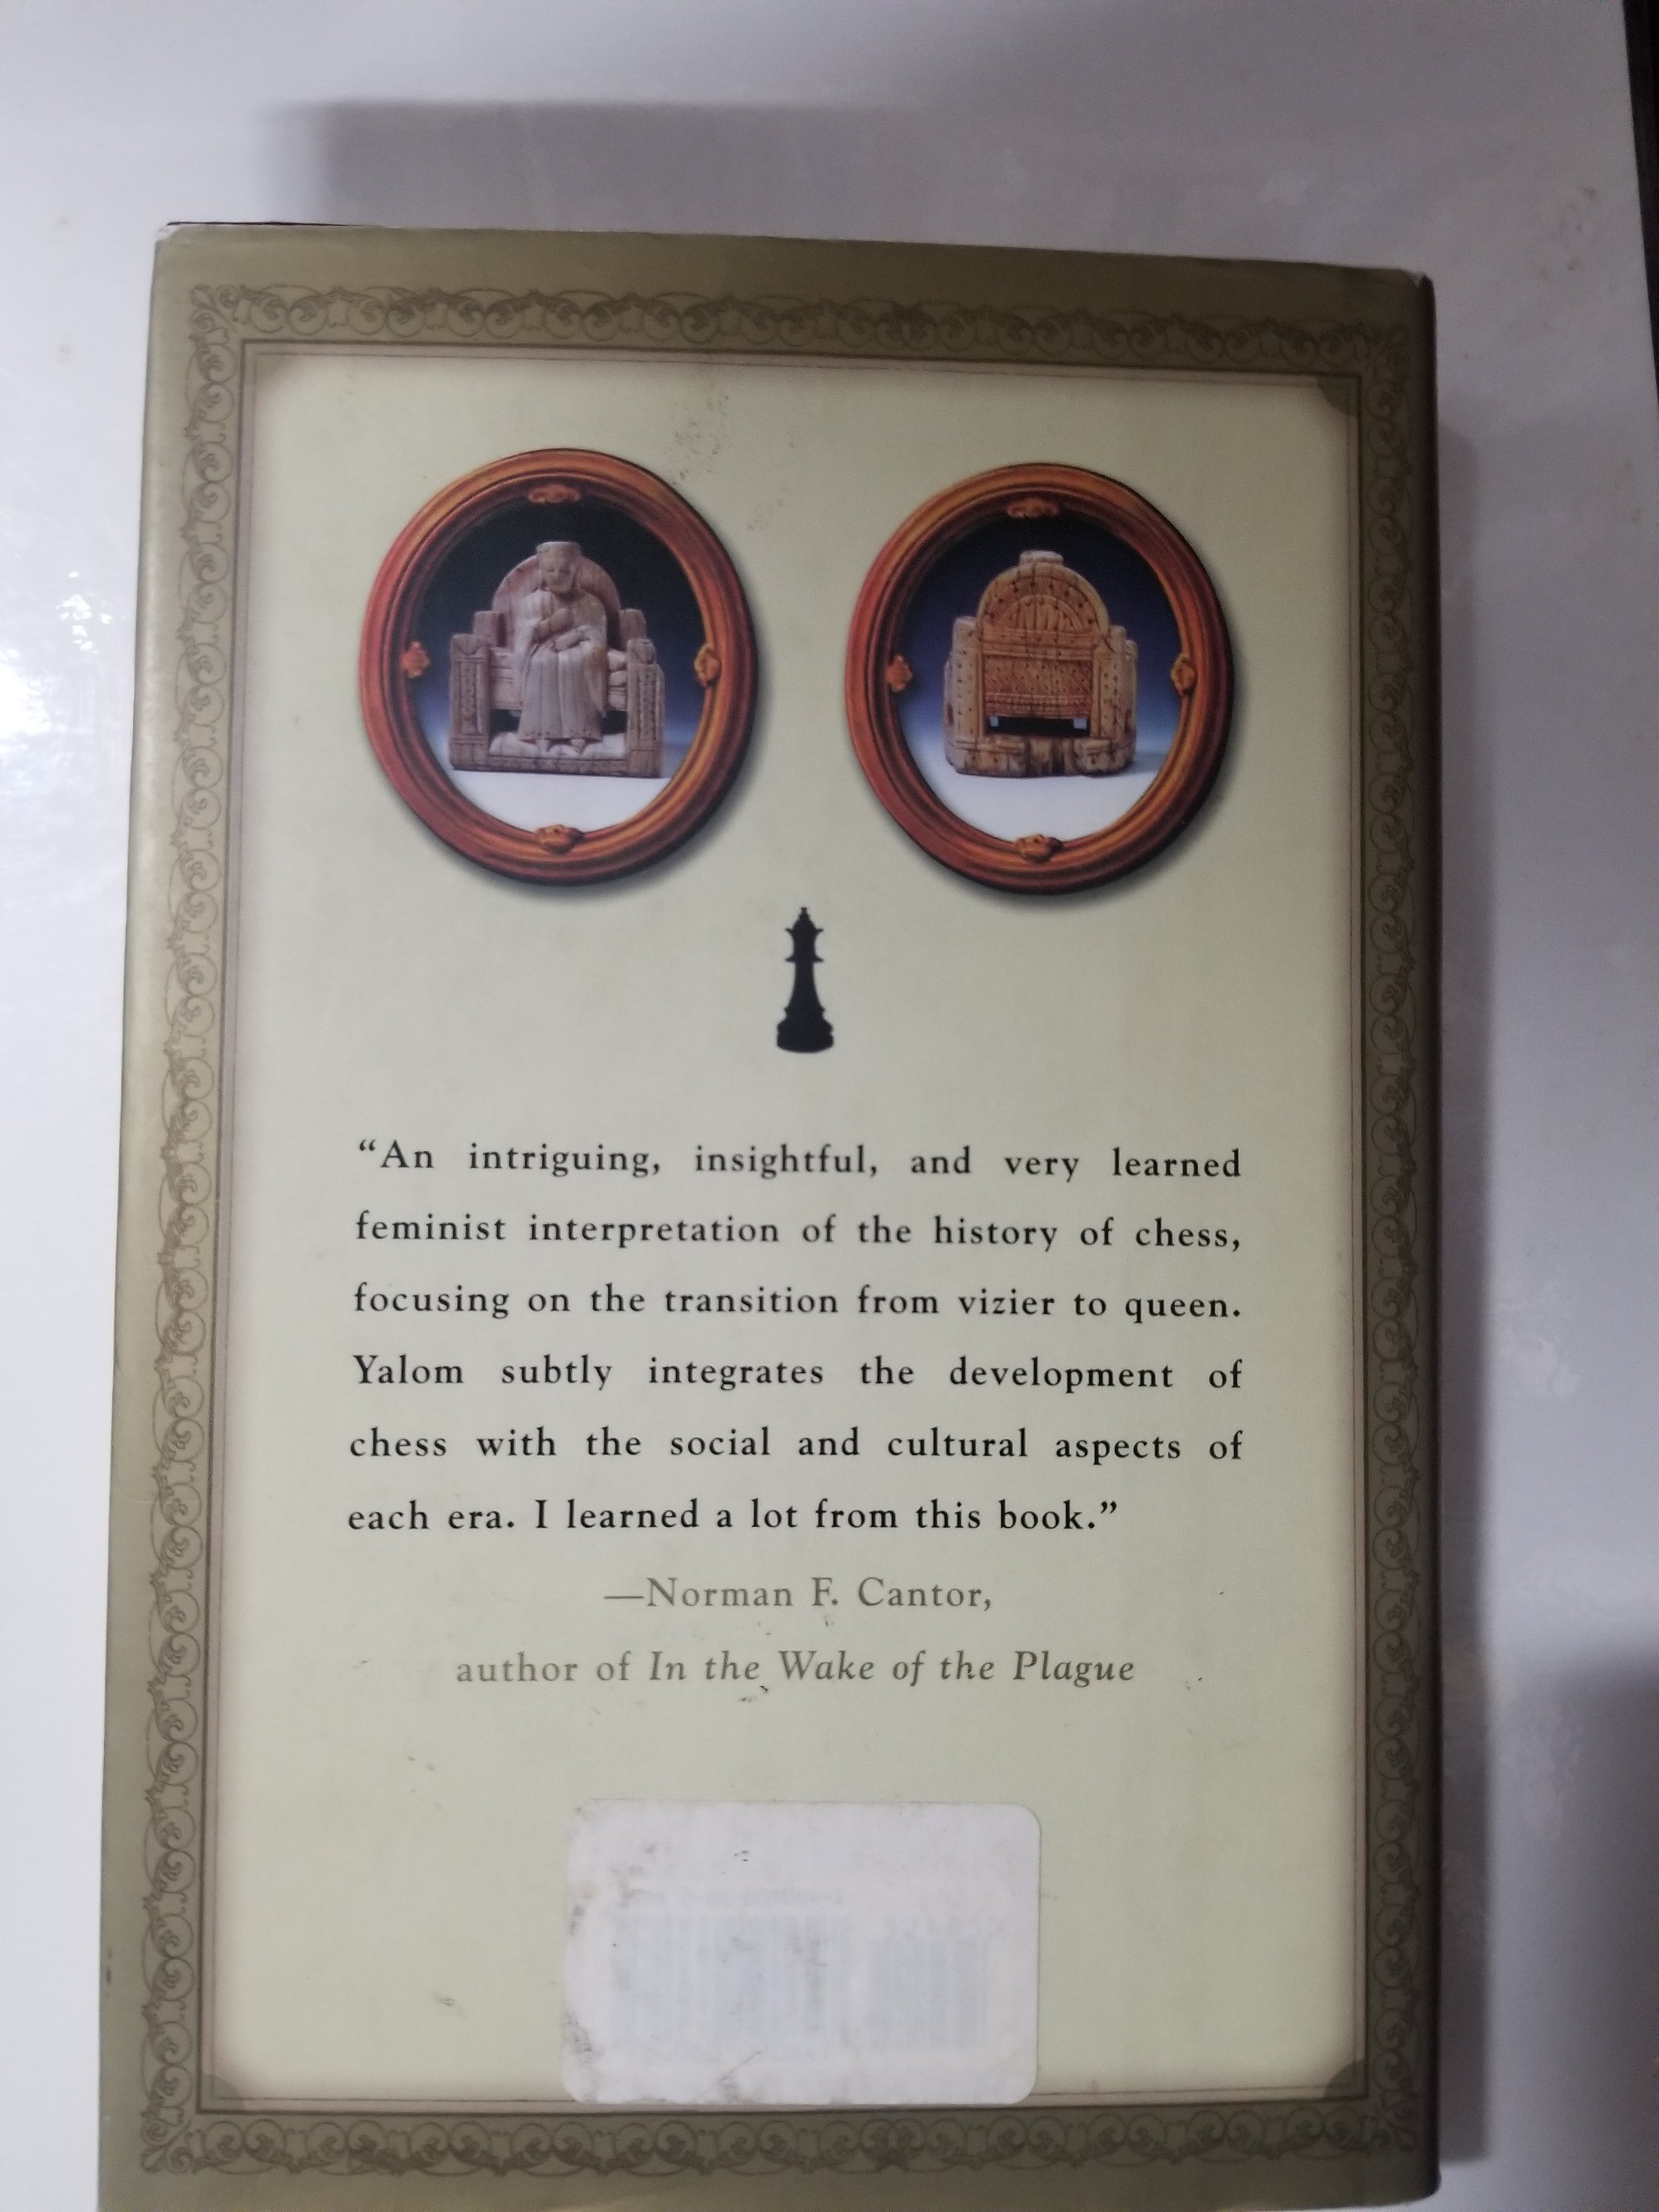 “An intriguing, insightful, and very learned
feminist interpretation of the history of chess,
focusing on the transition from vizier to queen.
Yalom subtly integrates the development of
chess with the social and cultural aspects of
each era. I learned a lot from this book.”
—Norman F. Cantor,
author of In the Wake of the Plague